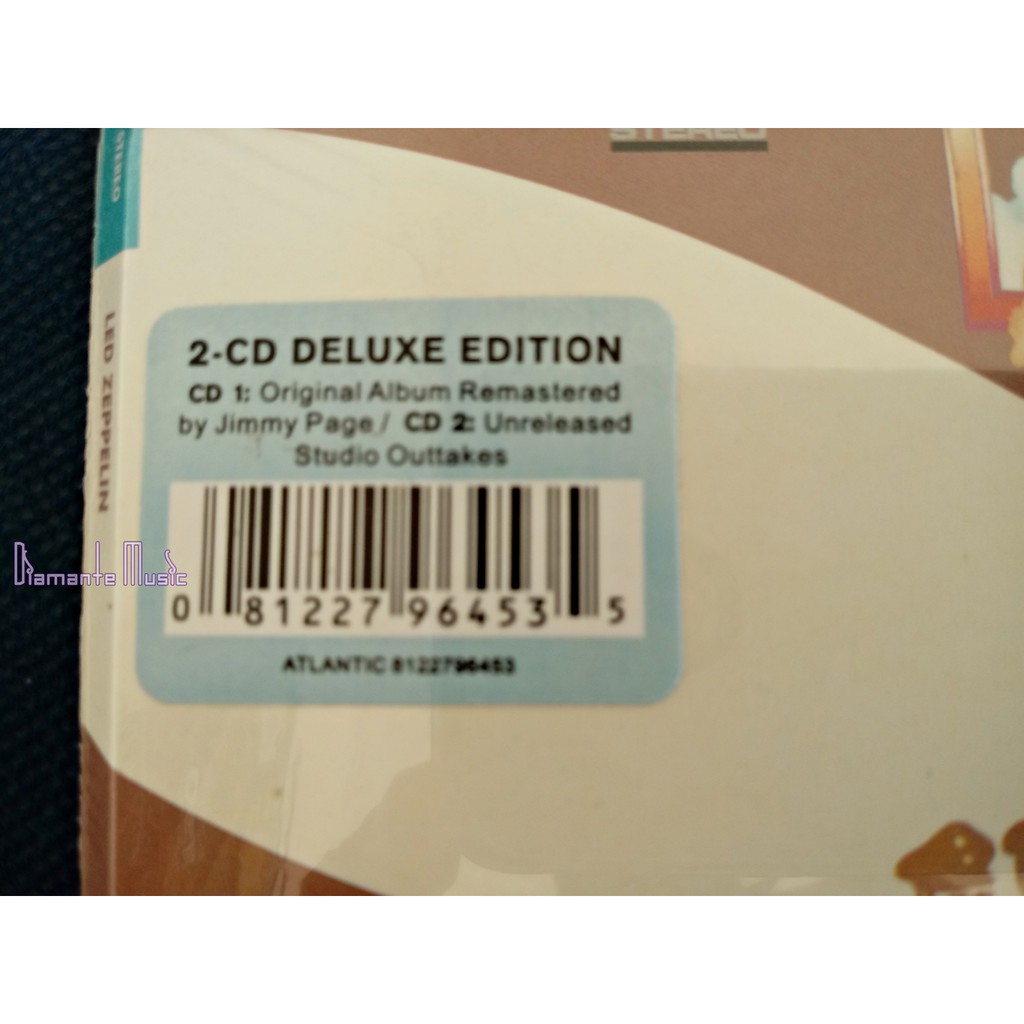 STEREO
STEREO
LED ZEPPELIN
2-CD DELUXE EDITION
CD 1: Original Album Remastered
by Jimmy Page / CD 2: Unreleased
Studio Outtakes
0 81227 96453 5
ATLANTIC 8122796453
Diamante Music